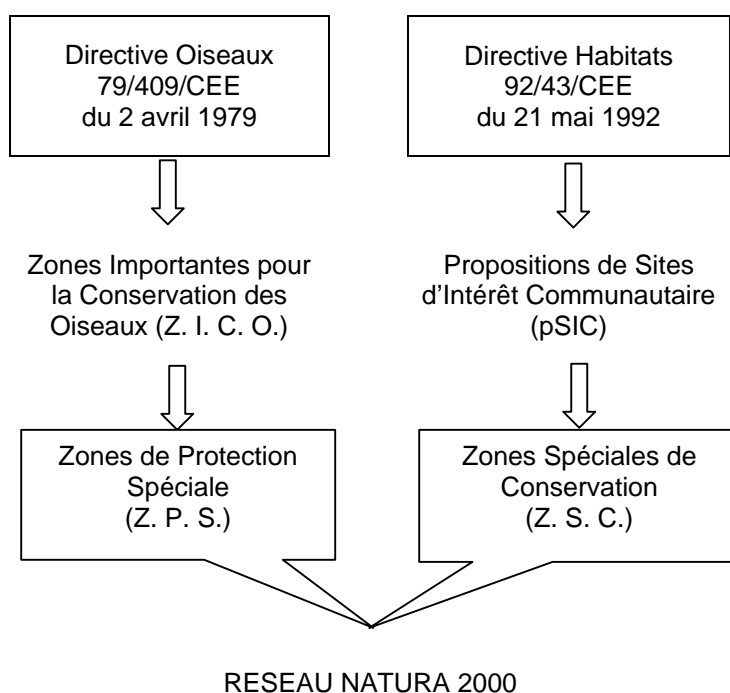 Directive Oiseaux
79/409/CEE
du 2 avril 1979
Directive Habitats
92/43/CEE
du 21 mai 1992
Zones Importantes pour
la Conservation des
Oiseaux (Z. I. C. O.)
Propositions de Sites
d’Intérêt Communautaire
(pSIC)
Zones de Protection
Spéciale
(Z. P. S.)
Zones Spéciales de
Conservation
(Z. S. C.)
RESEAU NATURA 2000